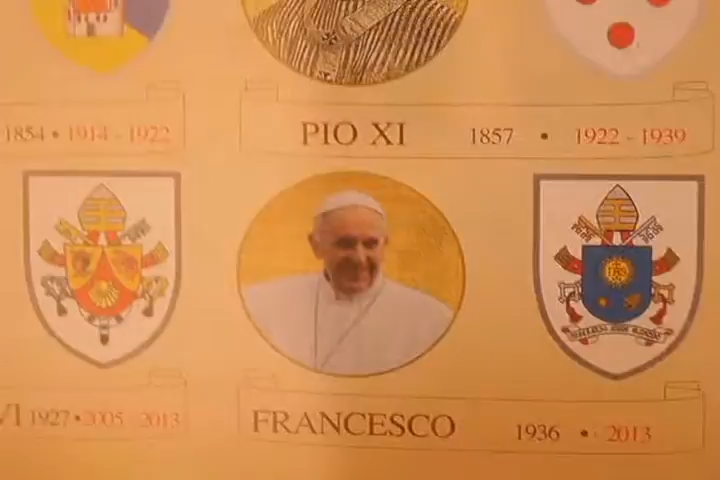 1854 • 1914 - 1922
PIO XI 1857 • 1922 - 1939
VI 1927 • 2005 - 2013
FRANCESCO 1936 • 2013